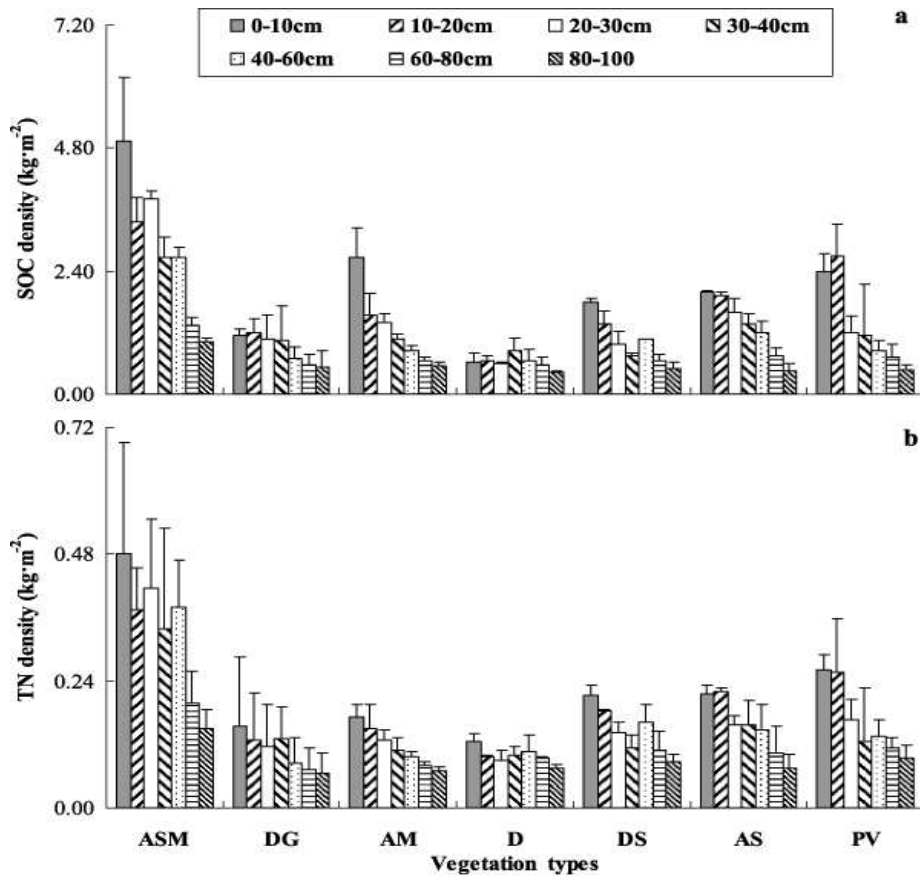 7.20
a
0-10cm 10-20cm 20-30cm 30-40cm
40-60cm 60-80cm 80-100
4.80
2.40
0.00
SOC density (kg·m⁻²)
0.72
b
0.48
0.24
0.00
TN density (kg·m⁻²)
ASM DG AM D DS AS PV
Vegetation types